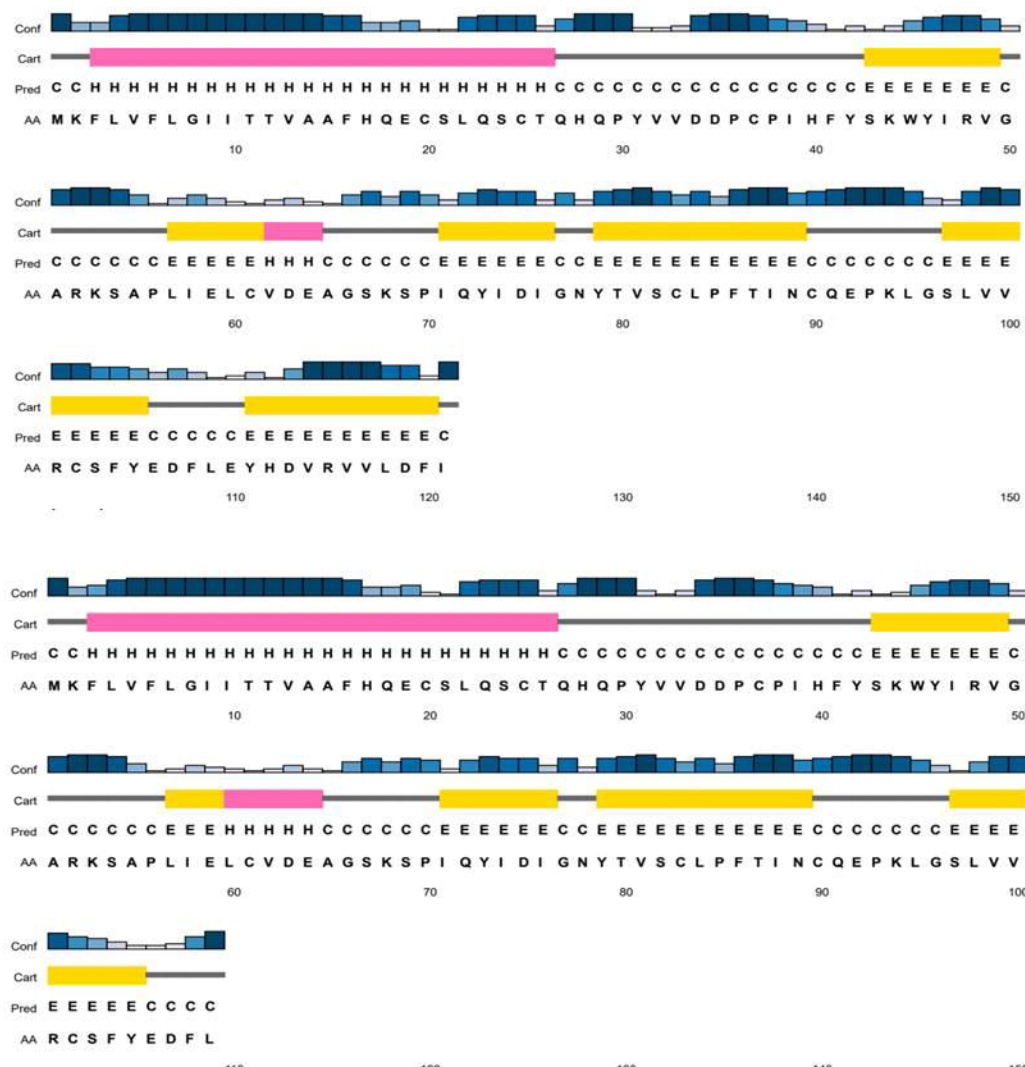 Conf
Cart
Pred C C H H H H H H H H H H H H H H H H H H H H H H H H C C C C C C C C C C C C C C C C E E E E E E E C
AA M K F L V F L G I I T T V A A F H Q E C S L Q S C T Q H Q P Y V V D D P C P I H F Y S K W Y I R V G
10 20 30 40 50
Conf
Cart
Pred C C C C C C E E E E E H H H C C C C C C E E E E E E C C E E E E E E E E E E E C C C C C C C E E E E
AA A R K S A P L I E L C V D E A G S K S P I Q Y I D I G N Y T V S C L P F T I N C Q E P K L G S L V V
60 70 80 90 100
Conf
Cart
Pred E E E E E C C C C C E E E E E E E E E E C
AA R C S F Y E D F L E Y H D V R V V L D F I
110 120 130 140 150
Conf
Cart
Pred C C H H H H H H H H H H H H H H H H H H H H H H H H C C C C C C C C C C C C C C C C E E E E E E E C
AA M K F L V F L G I I T T V A A F H Q E C S L Q S C T Q H Q P Y V V D D P C P I H F Y S K W Y I R V G
10 20 30 40 50
Conf
Cart
Pred C C C C C C E E E H H H H H C C C C C C E E E E E E C C E E E E E E E E E E E C C C C C C C E E E E
AA A R K S A P L I E L C V D E A G S K S P I Q Y I D I G N Y T V S C L P F T I N C Q E P K L G S L V V
60 70 80 90 100
Conf
Cart
Pred E E E E E C C C C
AA R C S F Y E D F L